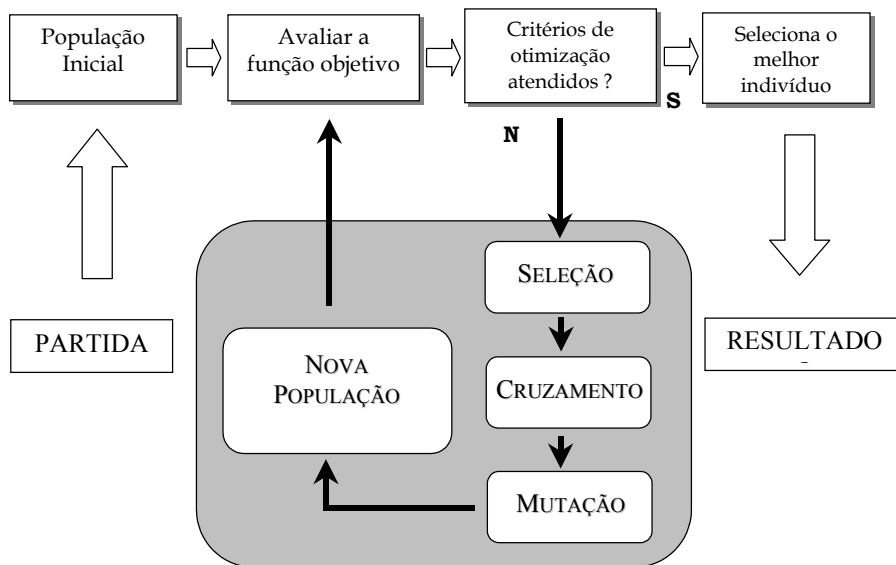 População
Inicial
Avaliar a
função objetivo
Critérios de
otimização
atendidos ?
Seleciona o
melhor
indivíduo
S
N
SELEÇÃO
PARTIDA
NOVA
POPULAÇÃO
CRUZAMENTO
RESULTADO
MUTAÇÃO